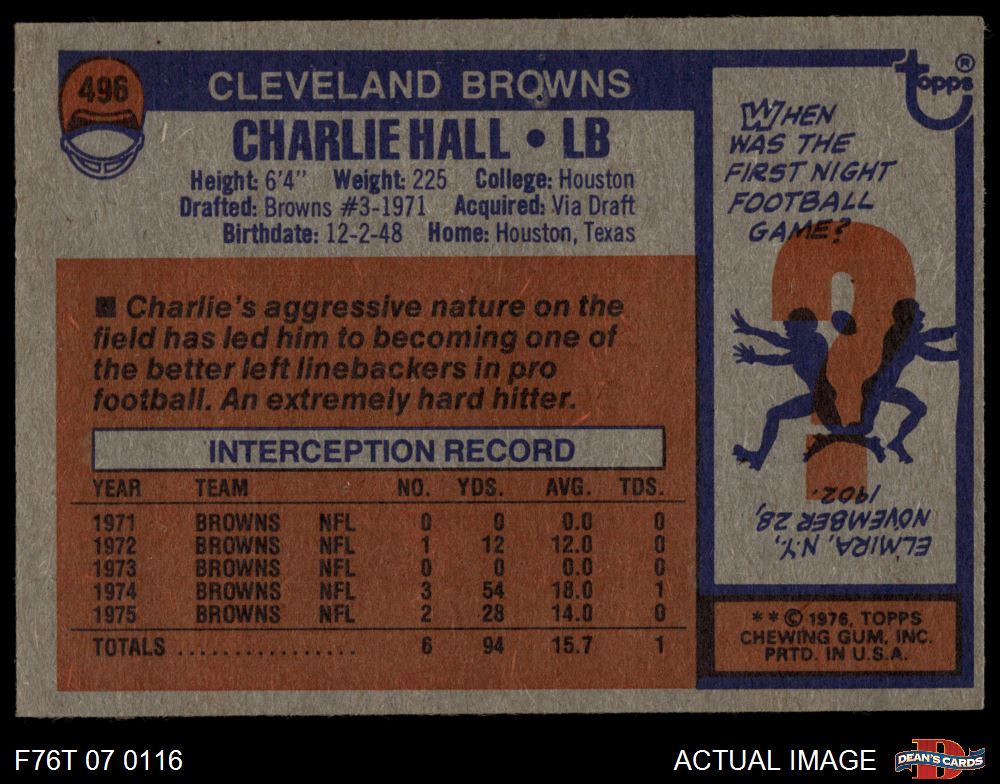 496
CLEVELAND BROWNS
CHARLIE HALL • LB
Height: 6'4" Weight: 225 College: Houston
Drafted: Browns #3-1971 Acquired: Via Draft
Birthdate: 12-2-48 Home: Houston, Texas
■ Charlie's aggressive nature on the
field has led him to becoming one of
the better left linebackers in pro
football. An extremely hard hitter.
INTERCEPTION RECORD
YEAR TEAM NO. YDS. AVG. TDS.
1971 BROWNS NFL 0 0 0.0 0
1972 BROWNS NFL 1 12 12.0 0
1973 BROWNS NFL 0 0 0.0 0
1974 BROWNS NFL 3 54 18.0 1
1975 BROWNS NFL 2 28 14.0 0
TOTALS ................ 6 94 15.7 1
topps ®
WHEN
WAS THE
FIRST NIGHT
FOOTBALL
GAME?
ELMIRA, N.Y.,
NOVEMBER 28,
1902.
* * © 1976, TOPPS
CHEWING GUM, INC.
PRTD. IN U.S.A.
F76T 07 0116
ACTUAL IMAGE
D
DEAN'S CARDS